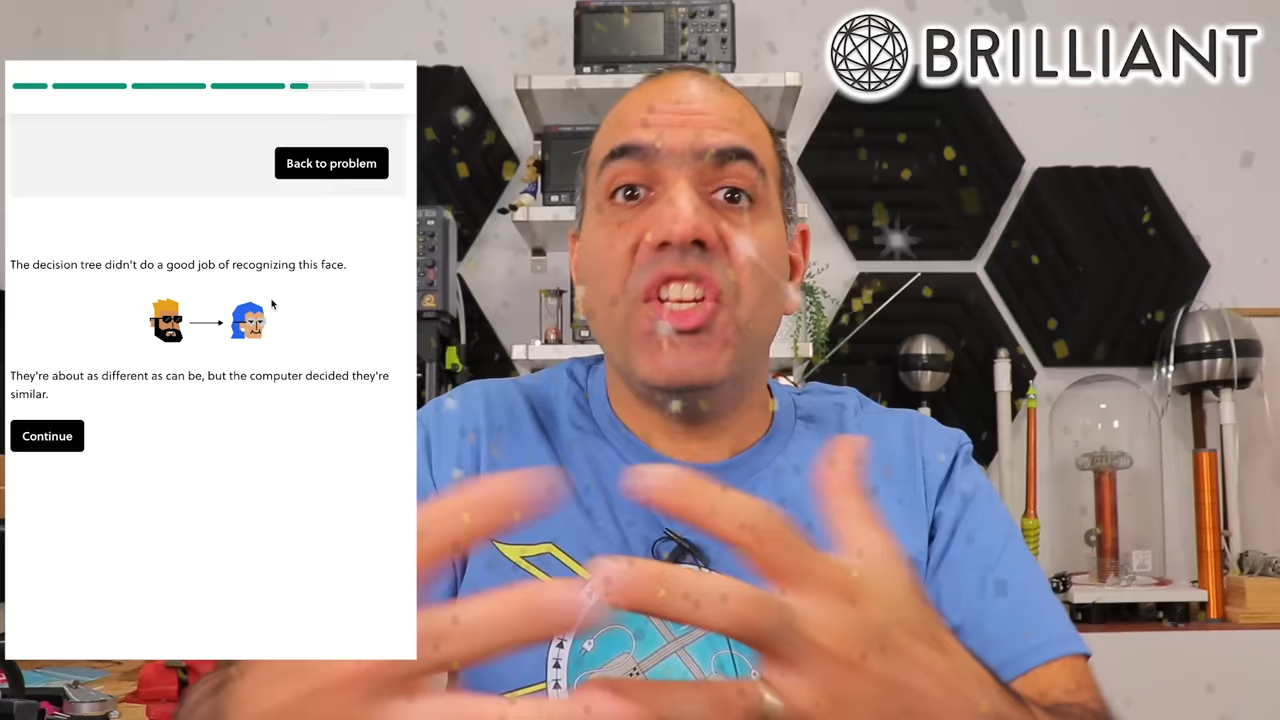 BRILLIANT
Back to problem
The decision tree didn't do a good job of recognizing this face.
They're about as different as can be, but the computer decided they're
similar.
Continue